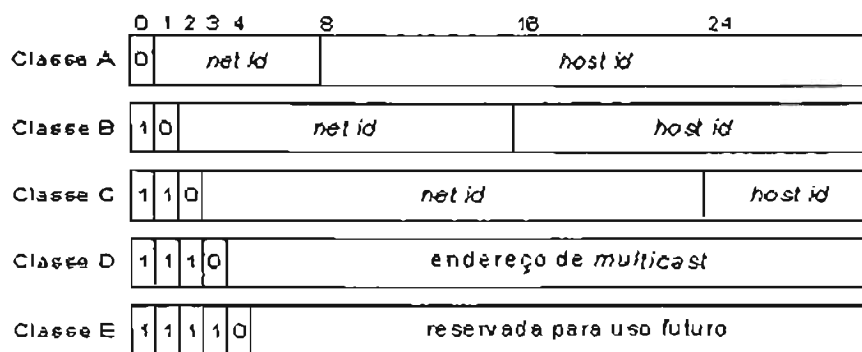 0 1 2 3 4 8 16 24
Classe A 0 net id host id
Classe B 1 0 net id host id
Classe C 1 1 0 net id host id
Classe D 1 1 1 0 endereço de multicast
Classe E 1 1 1 1 0 reservada para uso futuro